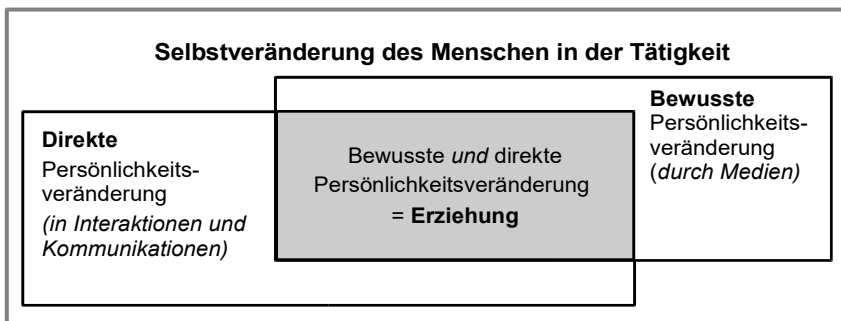 Selbstveränderung des Menschen in der Tätigkeit
Direkte
Persönlichkeits-
veränderung
(in Interaktionen und
Kommunikationen)
Bewusste und direkte
Persönlichkeitsveränderung
= Erziehung
Bewusste
Persönlichkeits-
veränderung
(durch Medien)